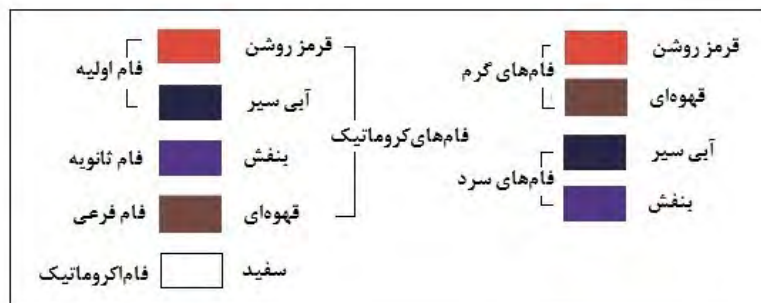 قرمز روشن
فام‌های گرم
قهوه‌ای
آبی سیر
فام‌های سرد
بنفش
قرمز روشن
فام اولیه
آبی سیر
فام‌های کروماتیک
بنفش
فام ثانویه
قهوه‌ای
فام فرعی
سفید
فام‌اکروماتیک